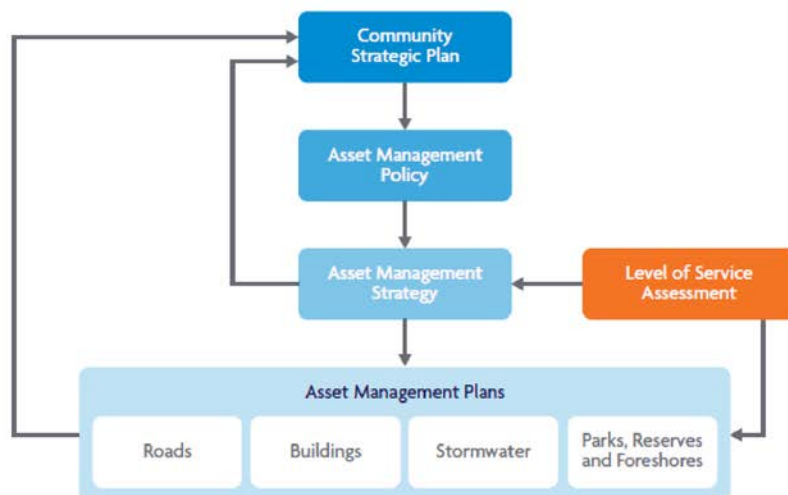 Community
Strategic Plan
Asset Management
Policy
Asset Management
Strategy
Level of Service
Assessment
Asset Management Plans
Roads
Buildings
Stormwater
Parks, Reserves
and Foreshores